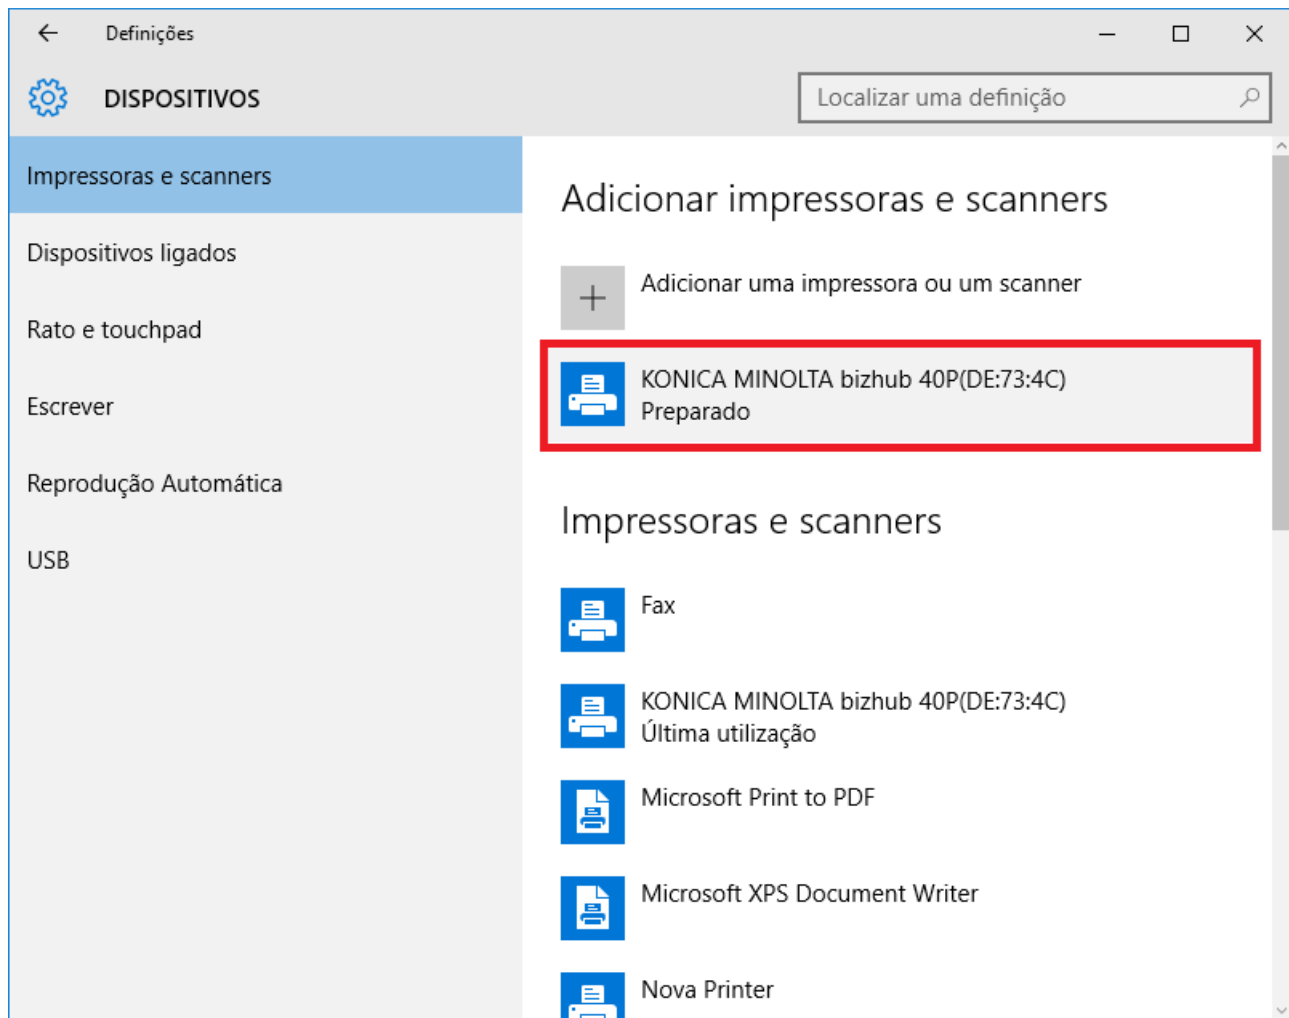 Definições
DISPOSITIVOS
Localizar uma definição
Impressoras e scanners
Dispositivos ligados
Rato e touchpad
Escrever
Reprodução Automática
USB
Adicionar impressoras e scanners
Adicionar uma impressora ou um scanner
KONICA MINOLTA bizhub 40P(DE:73:4C)
Preparado
Impressoras e scanners
Fax
KONICA MINOLTA bizhub 40P(DE:73:4C)
Última utilização
Microsoft Print to PDF
Microsoft XPS Document Writer
Nova Printer